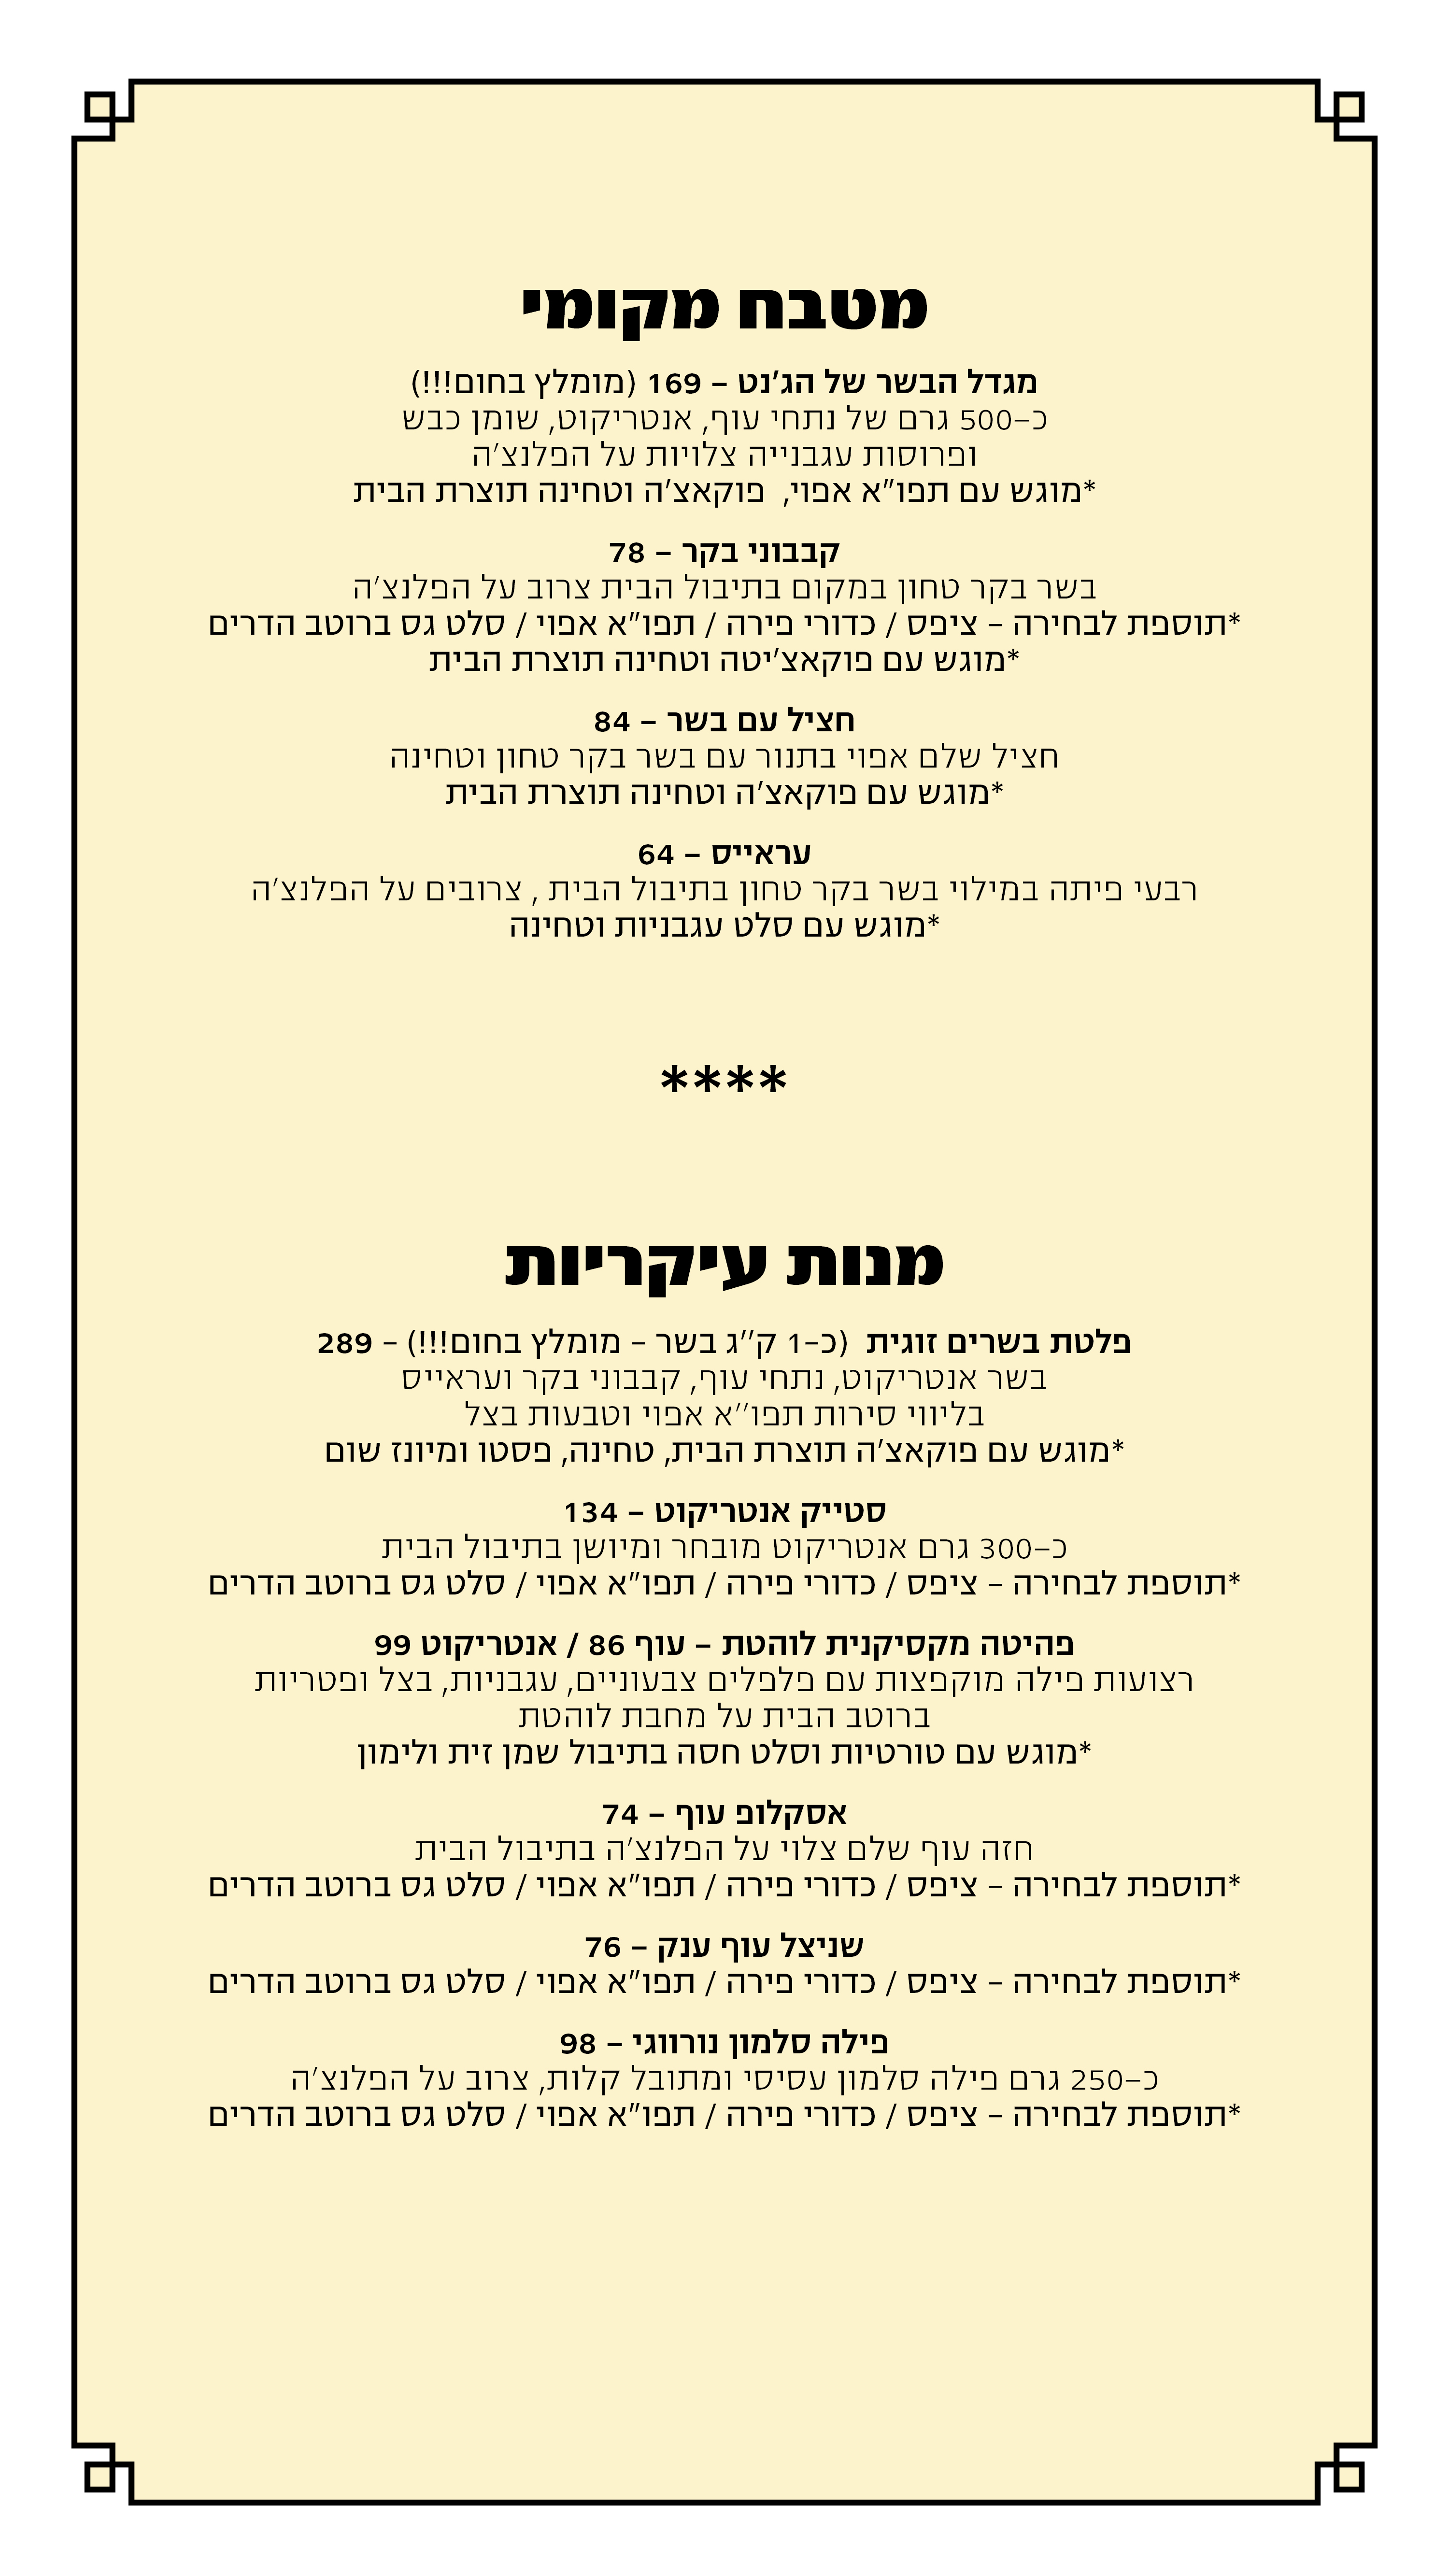 מטבח מקומי
מגדל הבשר של הג'נט – 169 (מומלץ בחום!!!)
כ–500 גרם של נתחי עוף, אנטריקוט, שומן כבש
ופרוסות עגבנייה צלויות על הפלנצ'ה
*מוגש עם תפו"א אפוי, פוקאצ'ה וטחינה תוצרת הבית
קבבוני בקר – 78
בשר בקר טחון במקום בתיבול הבית צרוב על הפלנצ'ה
*תוספת לבחירה – ציפס / כדורי פירה / תפו"א אפוי / סלט גס ברוטב הדרים
*מוגש עם פוקאצ'יטה וטחינה תוצרת הבית
חציל עם בשר – 84
חציל שלם אפוי בתנור עם בשר בקר טחון וטחינה
*מוגש עם פוקאצ'ה וטחינה תוצרת הבית
עראייס – 64
רבעי פיתה במילוי בשר בקר טחון בתיבול הבית , צרובים על הפלנצ'ה
*מוגש עם סלט עגבניות וטחינה
****
מנות עיקריות
פלטת בשרים זוגית (כ–1 ק''ג בשר – מומלץ בחום!!!) – 289
בשר אנטריקוט, נתחי עוף, קבבוני בקר ועראייס
בליווי סירות תפו''א אפוי וטבעות בצל
*מוגש עם פוקאצ'ה תוצרת הבית, טחינה, פסטו ומיונז שום
סטייק אנטריקוט – 134
כ–300 גרם אנטריקוט מובחר ומיושן בתיבול הבית
*תוספת לבחירה – ציפס / כדורי פירה / תפו"א אפוי / סלט גס ברוטב הדרים
פהיטה מקסיקנית לוהטת – עוף 86 / אנטריקוט 99
רצועות פילה מוקפצות עם פלפלים צבעוניים, עגבניות, בצל ופטריות
ברוטב הבית על מחבת לוהטת
*מוגש עם טורטיות וסלט חסה בתיבול שמן זית ולימון
אסקלופ עוף – 74
חזה עוף שלם צלוי על הפלנצ'ה בתיבול הבית
*תוספת לבחירה – ציפס / כדורי פירה / תפו"א אפוי / סלט גס ברוטב הדרים
שניצל עוף ענק – 76
*תוספת לבחירה – ציפס / כדורי פירה / תפו"א אפוי / סלט גס ברוטב הדרים
פילה סלמון נורווגי – 98
כ–250 גרם פילה סלמון עסיסי ומתובל קלות, צרוב על הפלנצ'ה
*תוספת לבחירה – ציפס / כדורי פירה / תפו"א אפוי / סלט גס ברוטב הדרים